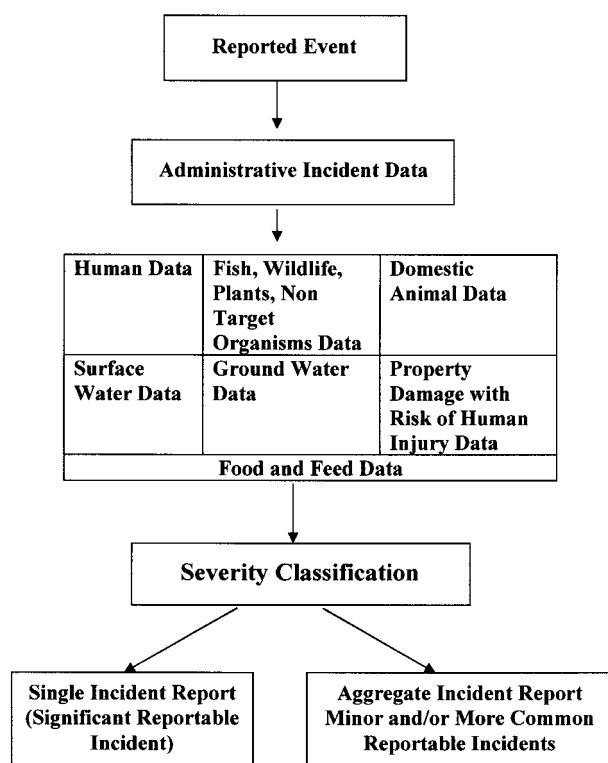 Reported Event
Administrative Incident Data
Human Data
Fish, Wildlife,
Plants, Non
Target
Organisms Data
Domestic
Animal Data
Surface
Water Data
Ground Water
Data
Property
Damage with
Risk of Human
Injury Data
Food and Feed Data
Severity Classification
Single Incident Report
(Significant Reportable
Incident)
Aggregate Incident Report
Minor and/or More Common
Reportable Incidents